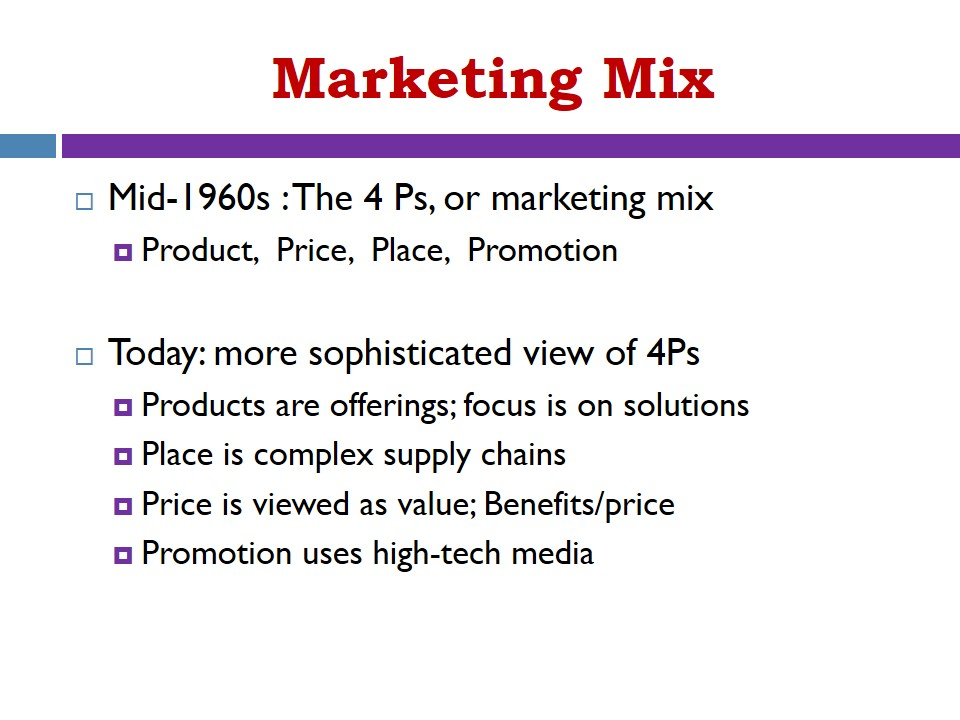 Marketing Mix
Mid-1960s : The 4 Ps, or marketing mix
Product, Price, Place, Promotion
Today: more sophisticated view of 4Ps
Products are offerings; focus is on solutions
Place is complex supply chains
Price is viewed as value; Benefits/price
Promotion uses high-tech media